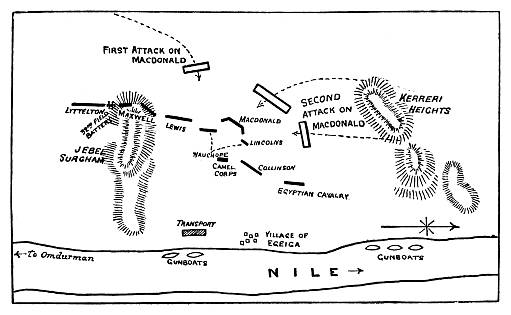 FIRST ATTACK ON
MACDONALD
LITTELTON
FIELD
BATTERY
MAXWELL
LEWIS
MACDONALD
LINCOLNS
WAUCHOPE
CAMEL
CORPS
COLLINSON
EGYPTIAN CAVALRY
SECOND
ATTACK ON
MACDONALD
KERRERI
HEIGHTS
JEBEL
SURGHAM
TRANSPORT
VILLAGE OF
EGEIGA
To Omdurman
GUNBOATS
GUNBOATS
NILE